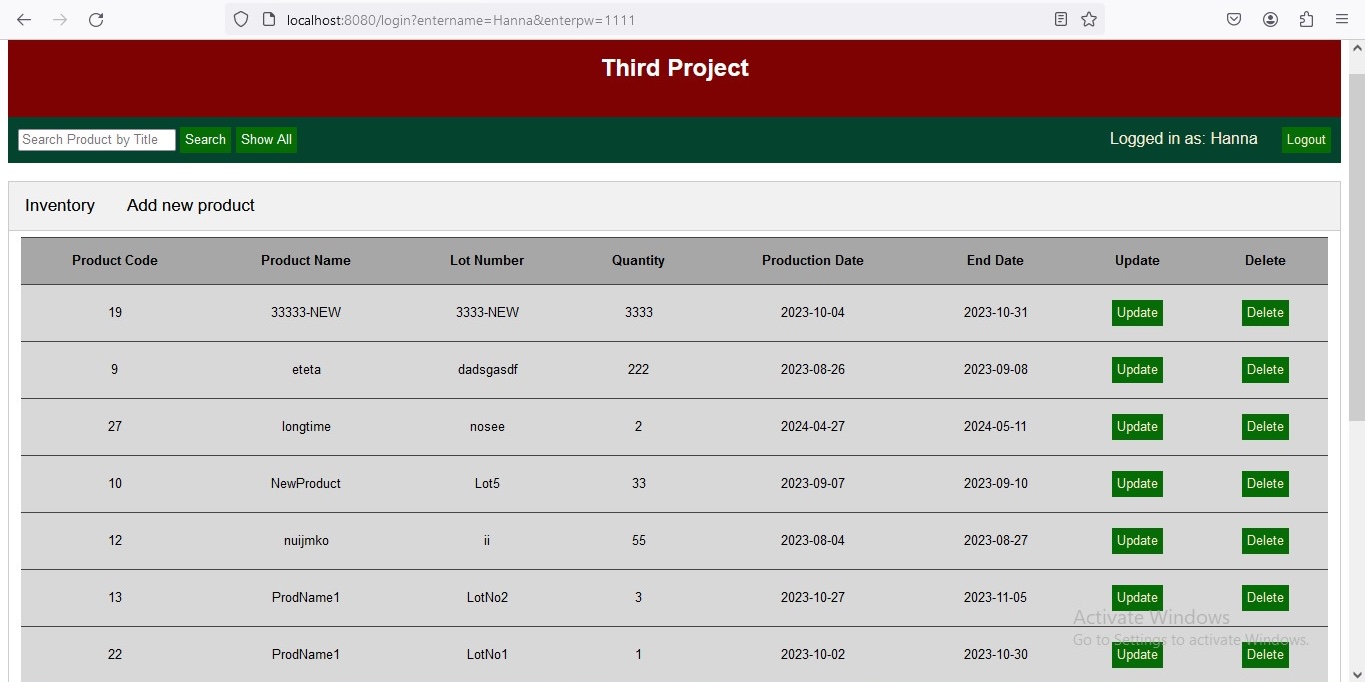 localhost:8080/login?entername=Hanna&enterpw=1111
Third Project
Search Product by Title Search Show All Logged in as: Hanna Logout
Inventory Add new product
Product Code Product Name Lot Number Quantity Production Date End Date Update Delete
19 33333-NEW 3333-NEW 3333 2023-10-04 2023-10-31 Update Delete
9 eteta dadsgasdf 222 2023-08-26 2023-09-08 Update Delete
27 longtime nosee 2 2024-04-27 2024-05-11 Update Delete
10 NewProduct Lot5 33 2023-09-07 2023-09-10 Update Delete
12 nuijmko ii 55 2023-08-04 2023-08-27 Update Delete
13 ProdName1 LotNo2 3 2023-10-27 2023-11-05 Update Delete
Activate Windows
Go to Settings to activate Windows.
22 ProdName1 LotNo1 1 2023-10-02 2023-10-30 Update Delete